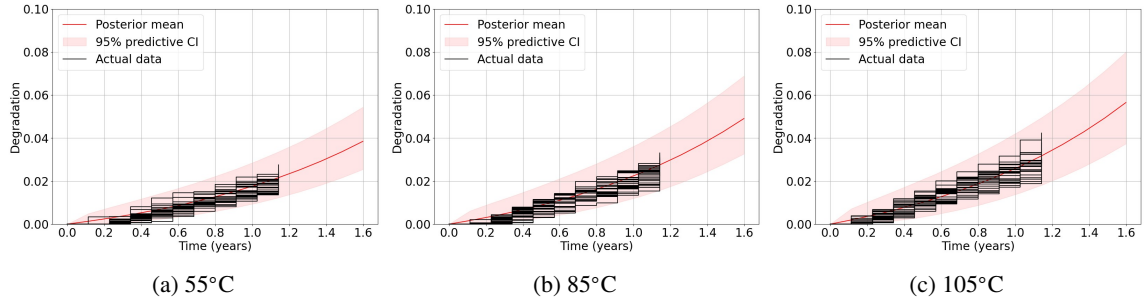 0.10
0.08
0.06
0.04
0.02
0.00
Degradation
Posterior mean
95% predictive CI
Actual data
0.0 0.2 0.4 0.6 0.8 1.0 1.2 1.4 1.6
Time (years)
(a) 55°C
0.10
0.08
0.06
0.04
0.02
0.00
Degradation
Posterior mean
95% predictive CI
Actual data
0.0 0.2 0.4 0.6 0.8 1.0 1.2 1.4 1.6
Time (years)
(b) 85°C
0.10
0.08
0.06
0.04
0.02
0.00
Degradation
Posterior mean
95% predictive CI
Actual data
0.0 0.2 0.4 0.6 0.8 1.0 1.2 1.4 1.6
Time (years)
(c) 105°C